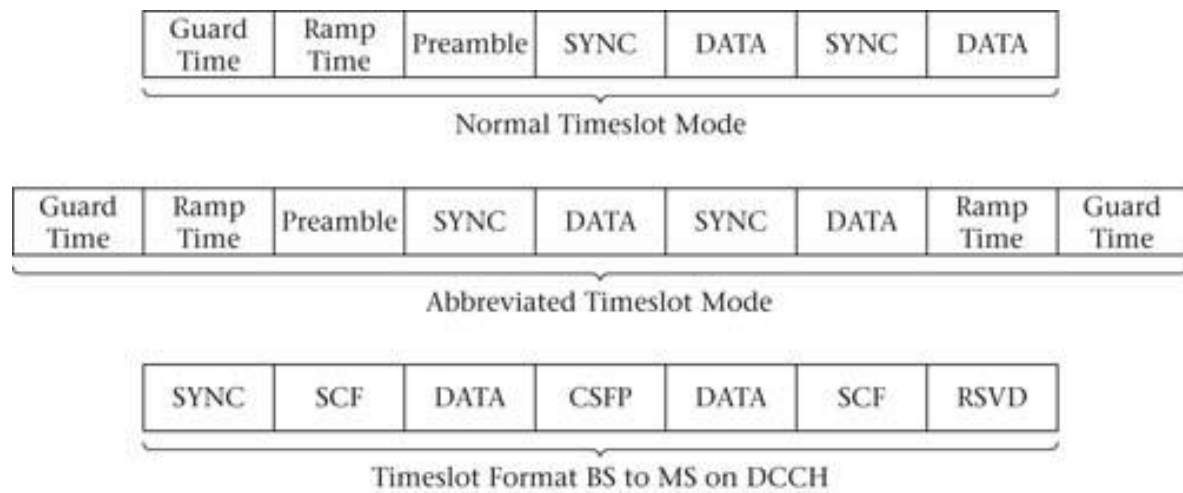 Guard Time Ramp Time Preamble SYNC DATA SYNC DATA
Normal Timeslot Mode
Guard Time Ramp Time Preamble SYNC DATA SYNC DATA Ramp Time Guard Time
Abbreviated Timeslot Mode
SYNC SCF DATA CSFP DATA SCF RSVD
Timeslot Format BS to MS on DCCH